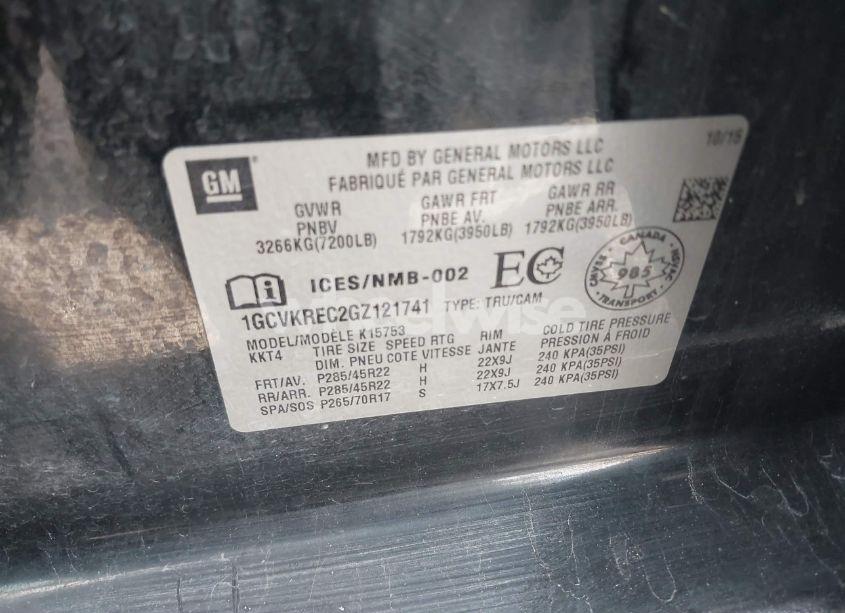 GM
MFD BY GENERAL MOTORS LLC
FABRIQUÉ PAR GENERAL MOTORS LLC
10/15
GVWR
PNBV
3266KG(7200LB)
GAWR FRT
PNBE AV.
1792KG(3950LB)
GAWR RR
PNBE ARR.
1792KG(3950LB)
ICES/NMB-002
EC
CANADA
CMVSS
NSVAC
985
TRANSPORT
1GCVKREC2GZ121741 TYPE: TRU/CAM
MODEL/MODÈLE K15753
KKT4 TIRE SIZE SPEED RTG RIM COLD TIRE PRESSURE
DIM. PNEU COTE VITESSE JANTE PRESSION À FROID
FRT/AV. P285/45R22 H 22X9J 240 KPA(35PSI)
RR/ARR. P285/45R22 H 22X9J 240 KPA(35PSI)
SPA/SOS P265/70R17 S 17X7.5J 240 KPA(35PSI)